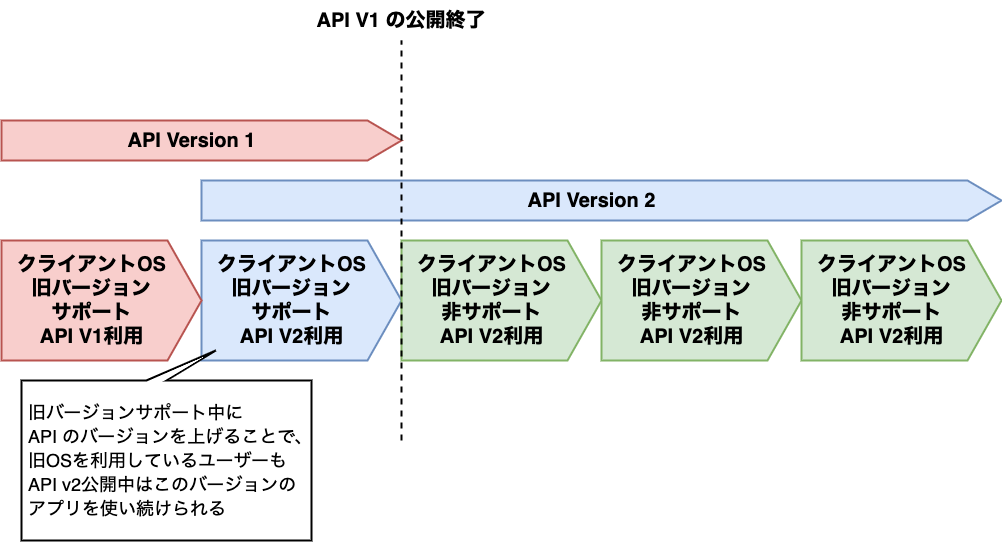 API V1 の公開終了
API Version 1
API Version 2
クライアントOS
旧バージョン
サポート
API V1利用
クライアントOS
旧バージョン
サポート
API V2利用
クライアントOS
旧バージョン
非サポート
API V2利用
クライアントOS
旧バージョン
非サポート
API V2利用
クライアントOS
旧バージョン
非サポート
API V2利用
旧バージョンサポート中に
API のバージョンを上げることで、
旧OSを利用しているユーザーも
API v2公開中はこのバージョンの
アプリを使い続けられる